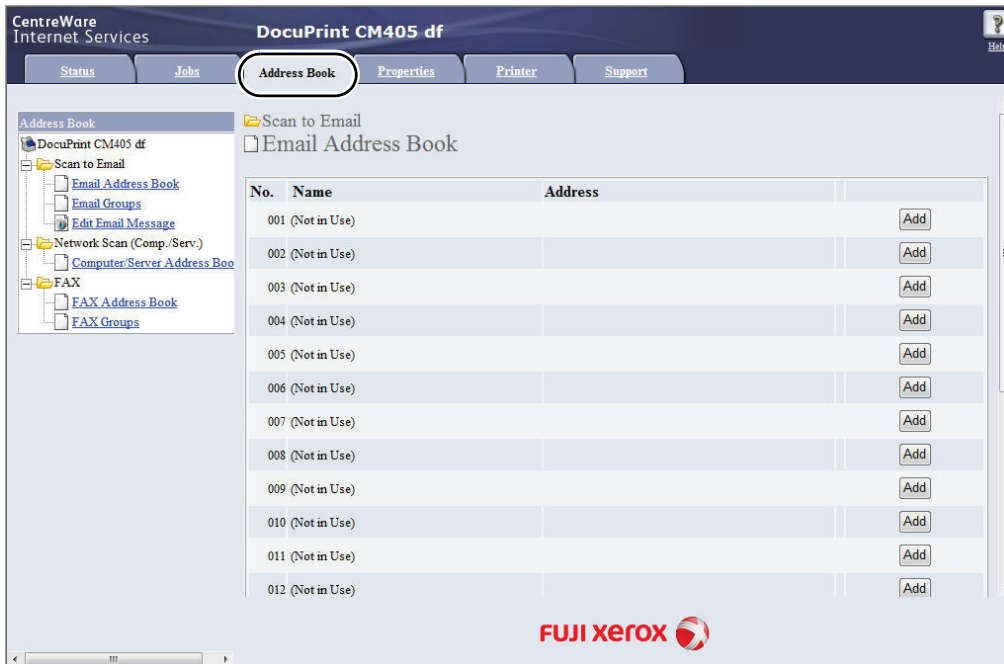 CentreWare
Internet Services
DocuPrint CM405 df
Help
Status Jobs Address Book Properties Printer Support
Address Book
DocuPrint CM405 df
Scan to Email
Email Address Book
Email Groups
Edit Email Message
Network Scan (Comp./Serv.)
Computer/Server Address Boo
FAX
FAX Address Book
FAX Groups
Scan to Email
Email Address Book
No. Name Address
001 (Not in Use) Add
002 (Not in Use) Add
003 (Not in Use) Add
004 (Not in Use) Add
005 (Not in Use) Add
006 (Not in Use) Add
007 (Not in Use) Add
008 (Not in Use) Add
009 (Not in Use) Add
010 (Not in Use) Add
011 (Not in Use) Add
012 (Not in Use) Add
FUJI xerox